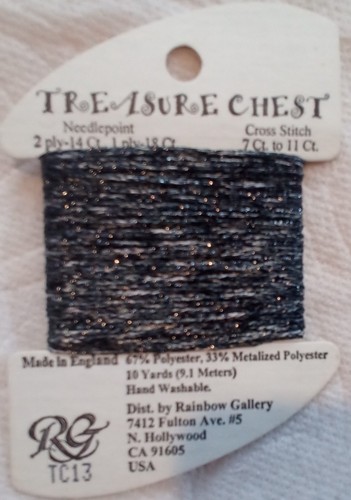 TREASURE CHEST
Needlepoint
2 ply-14 Ct. 1 ply-18 Ct.
Cross Stitch
7 Ct. to 11 Ct.
Made in England
67% Polyester, 33% Metalized Polyester
10 Yards (9.1 Meters)
Hand Washable.
Dist. by Rainbow Gallery
7412 Fulton Ave. #5
N. Hollywood
CA 91605
USA
RG
TC13